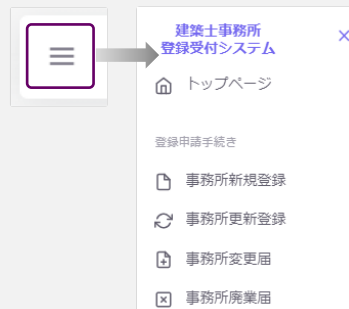 建築士事務所
登録受付システム
トップページ
登録申請手続き
事務所新規登録
事務所更新登録
事務所変更届
事務所廃業届